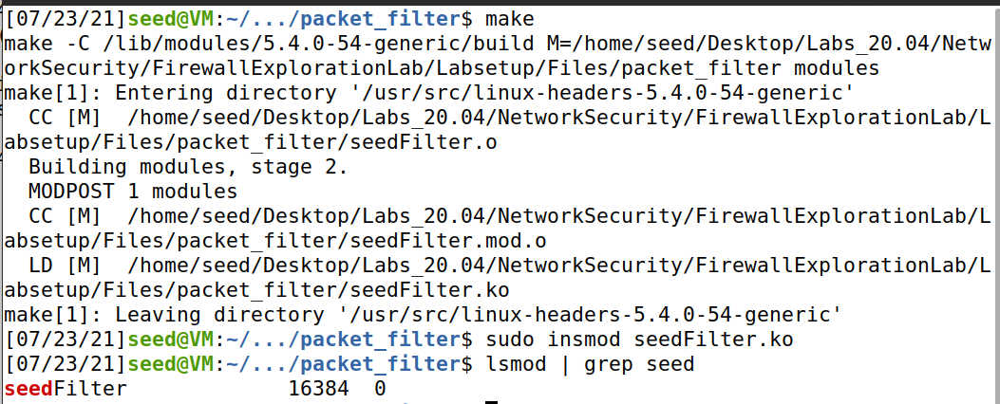 [07/23/21]seed@VM:~/.../packet_filter$ make
make -C /lib/modules/5.4.0-54-generic/build M=/home/seed/Desktop/Labs_20.04/Netw
orkSecurity/FirewallExplorationLab/Labsetup/Files/packet_filter modules
make[1]: Entering directory '/usr/src/linux-headers-5.4.0-54-generic'
  CC [M]  /home/seed/Desktop/Labs_20.04/NetworkSecurity/FirewallExplorationLab/L
absetup/Files/packet_filter/seedFilter.o
  Building modules, stage 2.
  MODPOST 1 modules
  CC [M]  /home/seed/Desktop/Labs_20.04/NetworkSecurity/FirewallExplorationLab/L
absetup/Files/packet_filter/seedFilter.mod.o
  LD [M]  /home/seed/Desktop/Labs_20.04/NetworkSecurity/FirewallExplorationLab/L
absetup/Files/packet_filter/seedFilter.ko
make[1]: Leaving directory '/usr/src/linux-headers-5.4.0-54-generic'
[07/23/21]seed@VM:~/.../packet_filter$ sudo insmod seedFilter.ko
[07/23/21]seed@VM:~/.../packet_filter$ lsmod | grep seed
seedFilter             16384  0